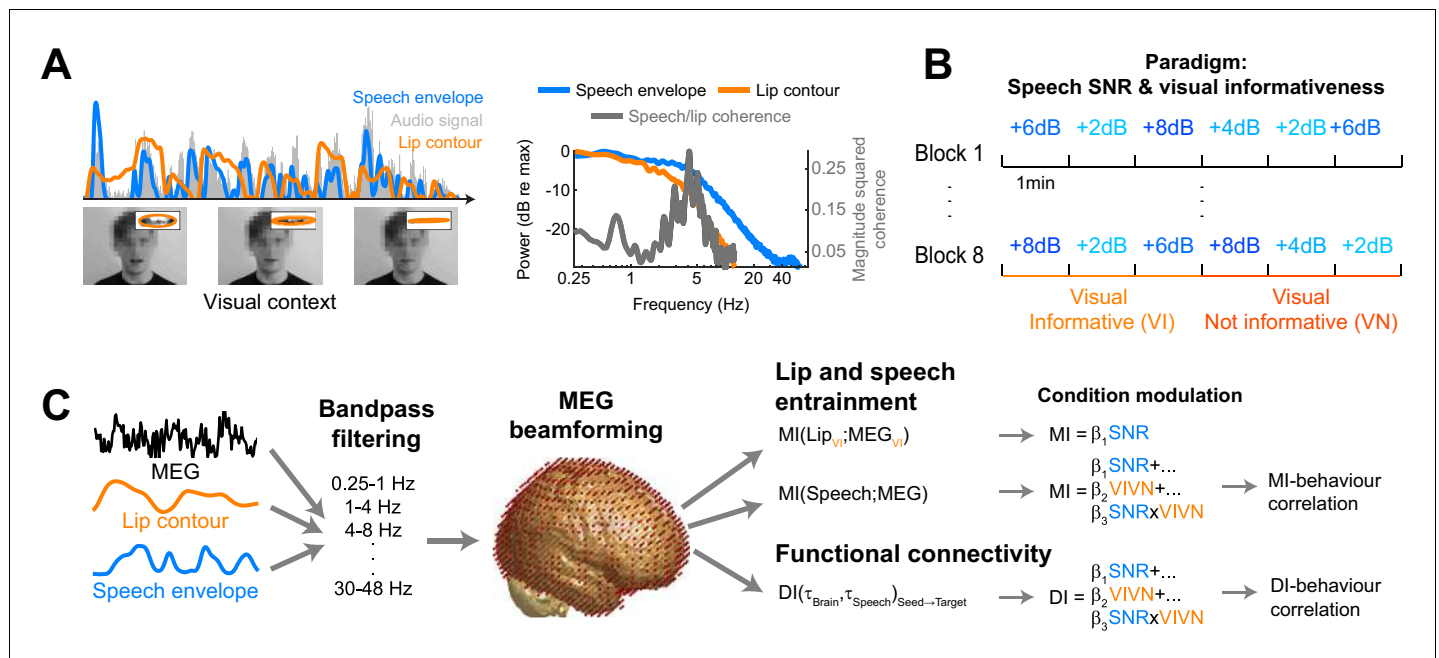 A
Speech envelope
Audio signal
Lip contour
Visual context
Speech envelope
Lip contour
Speech/lip coherence
Power (dB re max)
0
-10
-20
0.25
1
5
20
40
Frequency (Hz)
0.25
0.15
0.05
Magnitude squared
coherence
B
Paradigm:
Speech SNR & visual informativeness
+6dB +2dB +8dB +4dB +2dB +6dB
Block 1
1min
Block 8
+8dB +2dB +6dB +8dB +4dB +2dB
Visual
Informative (VI)
Visual
Not informative (VN)
C
MEG
Lip contour
Speech envelope
Bandpass
filtering
0.25-1 Hz
1-4 Hz
4-8 Hz
.
.
30-48 Hz
MEG
beamforming
Lip and speech
entrainment
MI(Lip_VI;MEG_VI)
MI(Speech;MEG)
Functional connectivity
DI(τ_Brain,τ_Speech)_Seed→Target
Condition modulation
MI = β₁SNR
β₁SNR+...
MI = β₂VIVN+...
β₃SNRxVIVN
MI-behaviour
correlation
β₁SNR+...
DI = β₂VIVN+...
β₃SNRxVIVN
DI-behaviour
correlation